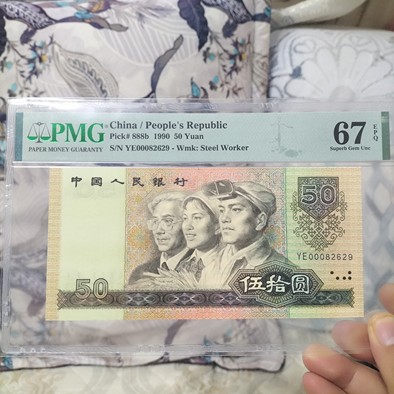 PMG
PAPER MONEY GUARANTY
China / People's Republic
Pick# 888b 1990 50 Yuan
S/N YE00082629 - Wmk: Steel Worker
67 EPQ
Superb Gem Unc
中国人民银行
50
YE00082629
50
伍拾圆